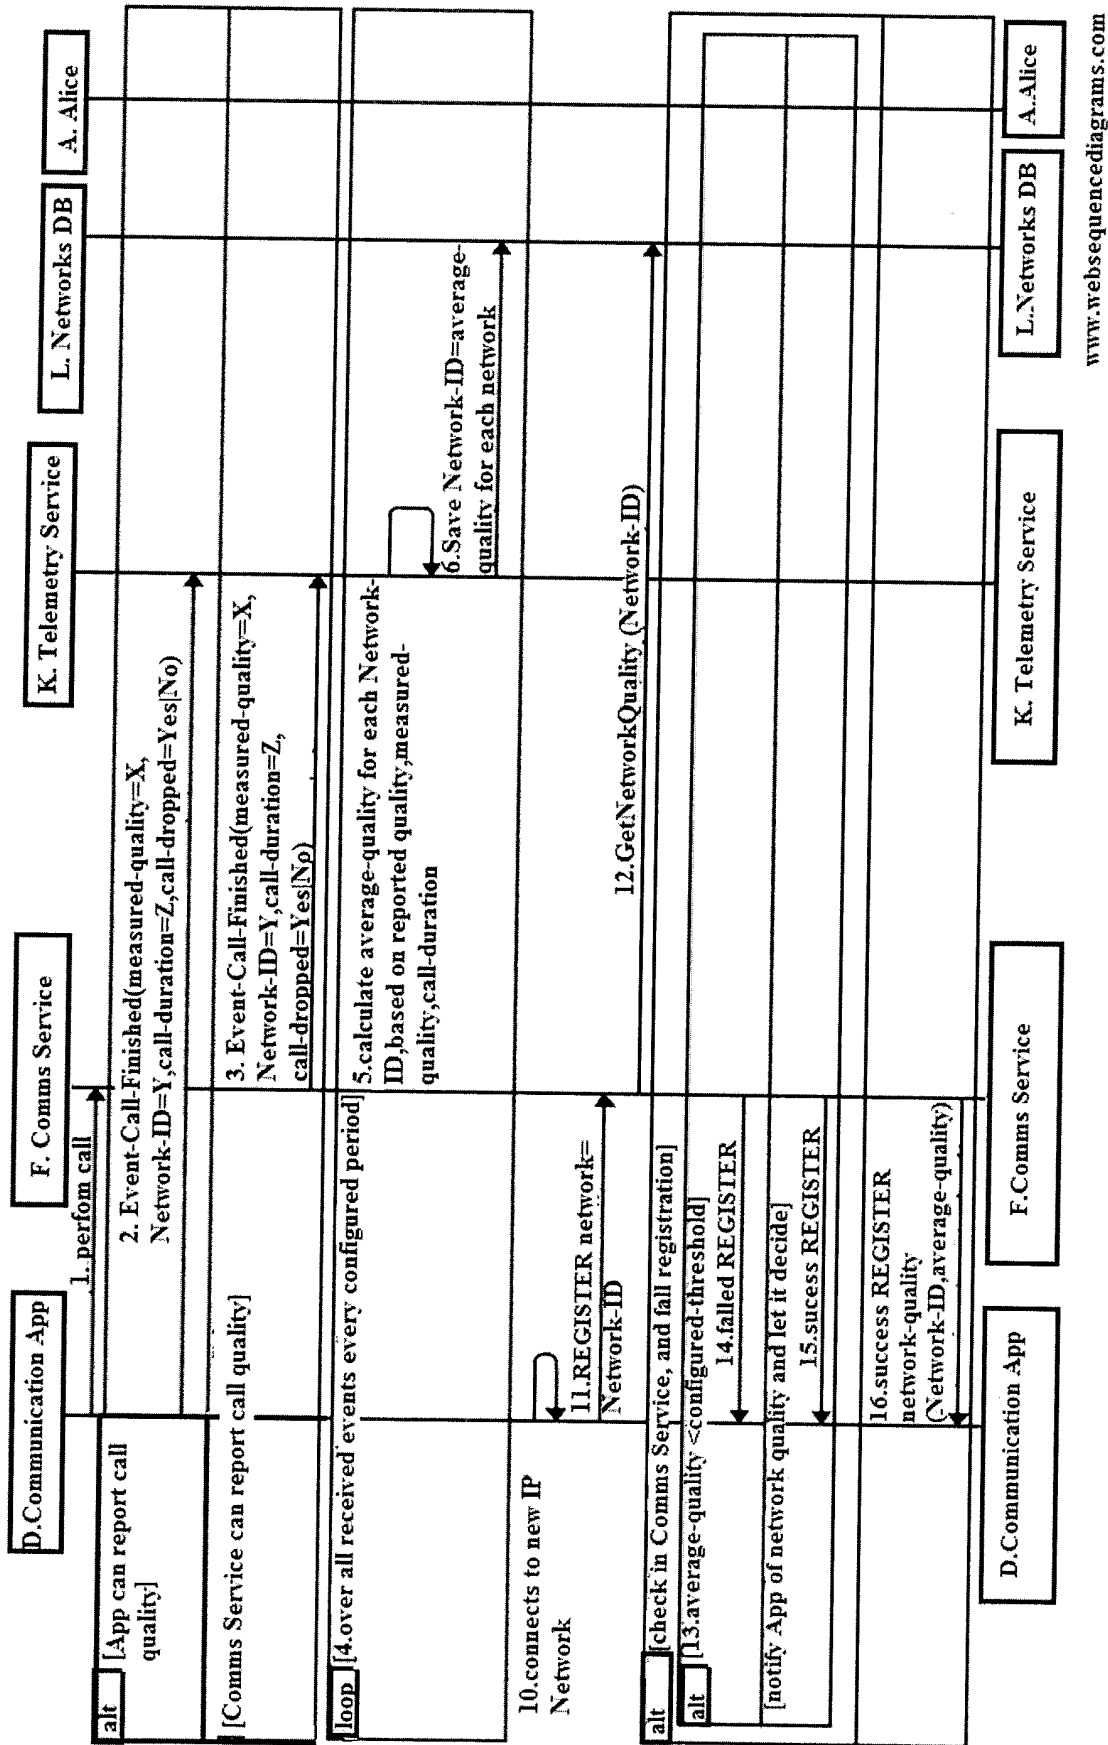 D.Communication App
F. Comms Service
K. Telemetry Service
L. Networks DB
A. Alice
1. perfom call
alt
[App can report call
quality]
2. Event-Call-Finished(measured-quality=X,
Network-ID=Y,call-duration=Z,call-dropped=Yes|No)
[Comms Service can report call quality]
3. Event-Call-Finished(measured-quality=X,
Network-ID=Y,call-duration=Z,
call-dropped=Yes|No)
loop
[4.over all received events every configured period]
5.calculate average-quality for each Network-
ID,based on reported quality,measured-
quality,call-duration
6.Save Network-ID=average-
quality for each network
10.connects to new IP
Network
11.REGISTER network=
Network-ID
12.GetNetworkQuality (Network-ID)
alt
[check in Comms Service, and fall registration]
alt
[13.average-quality <configured-threshold]
14.falled REGISTER
[notify App of network quality and let it decide]
15.sucess REGISTER
16.success REGISTER
network-quality
(Network-ID,average-quality)
D.Communication App
F.Comms Service
K. Telemetry Service
L.Networks DB
A.Alice
www.websequencediagrams.com